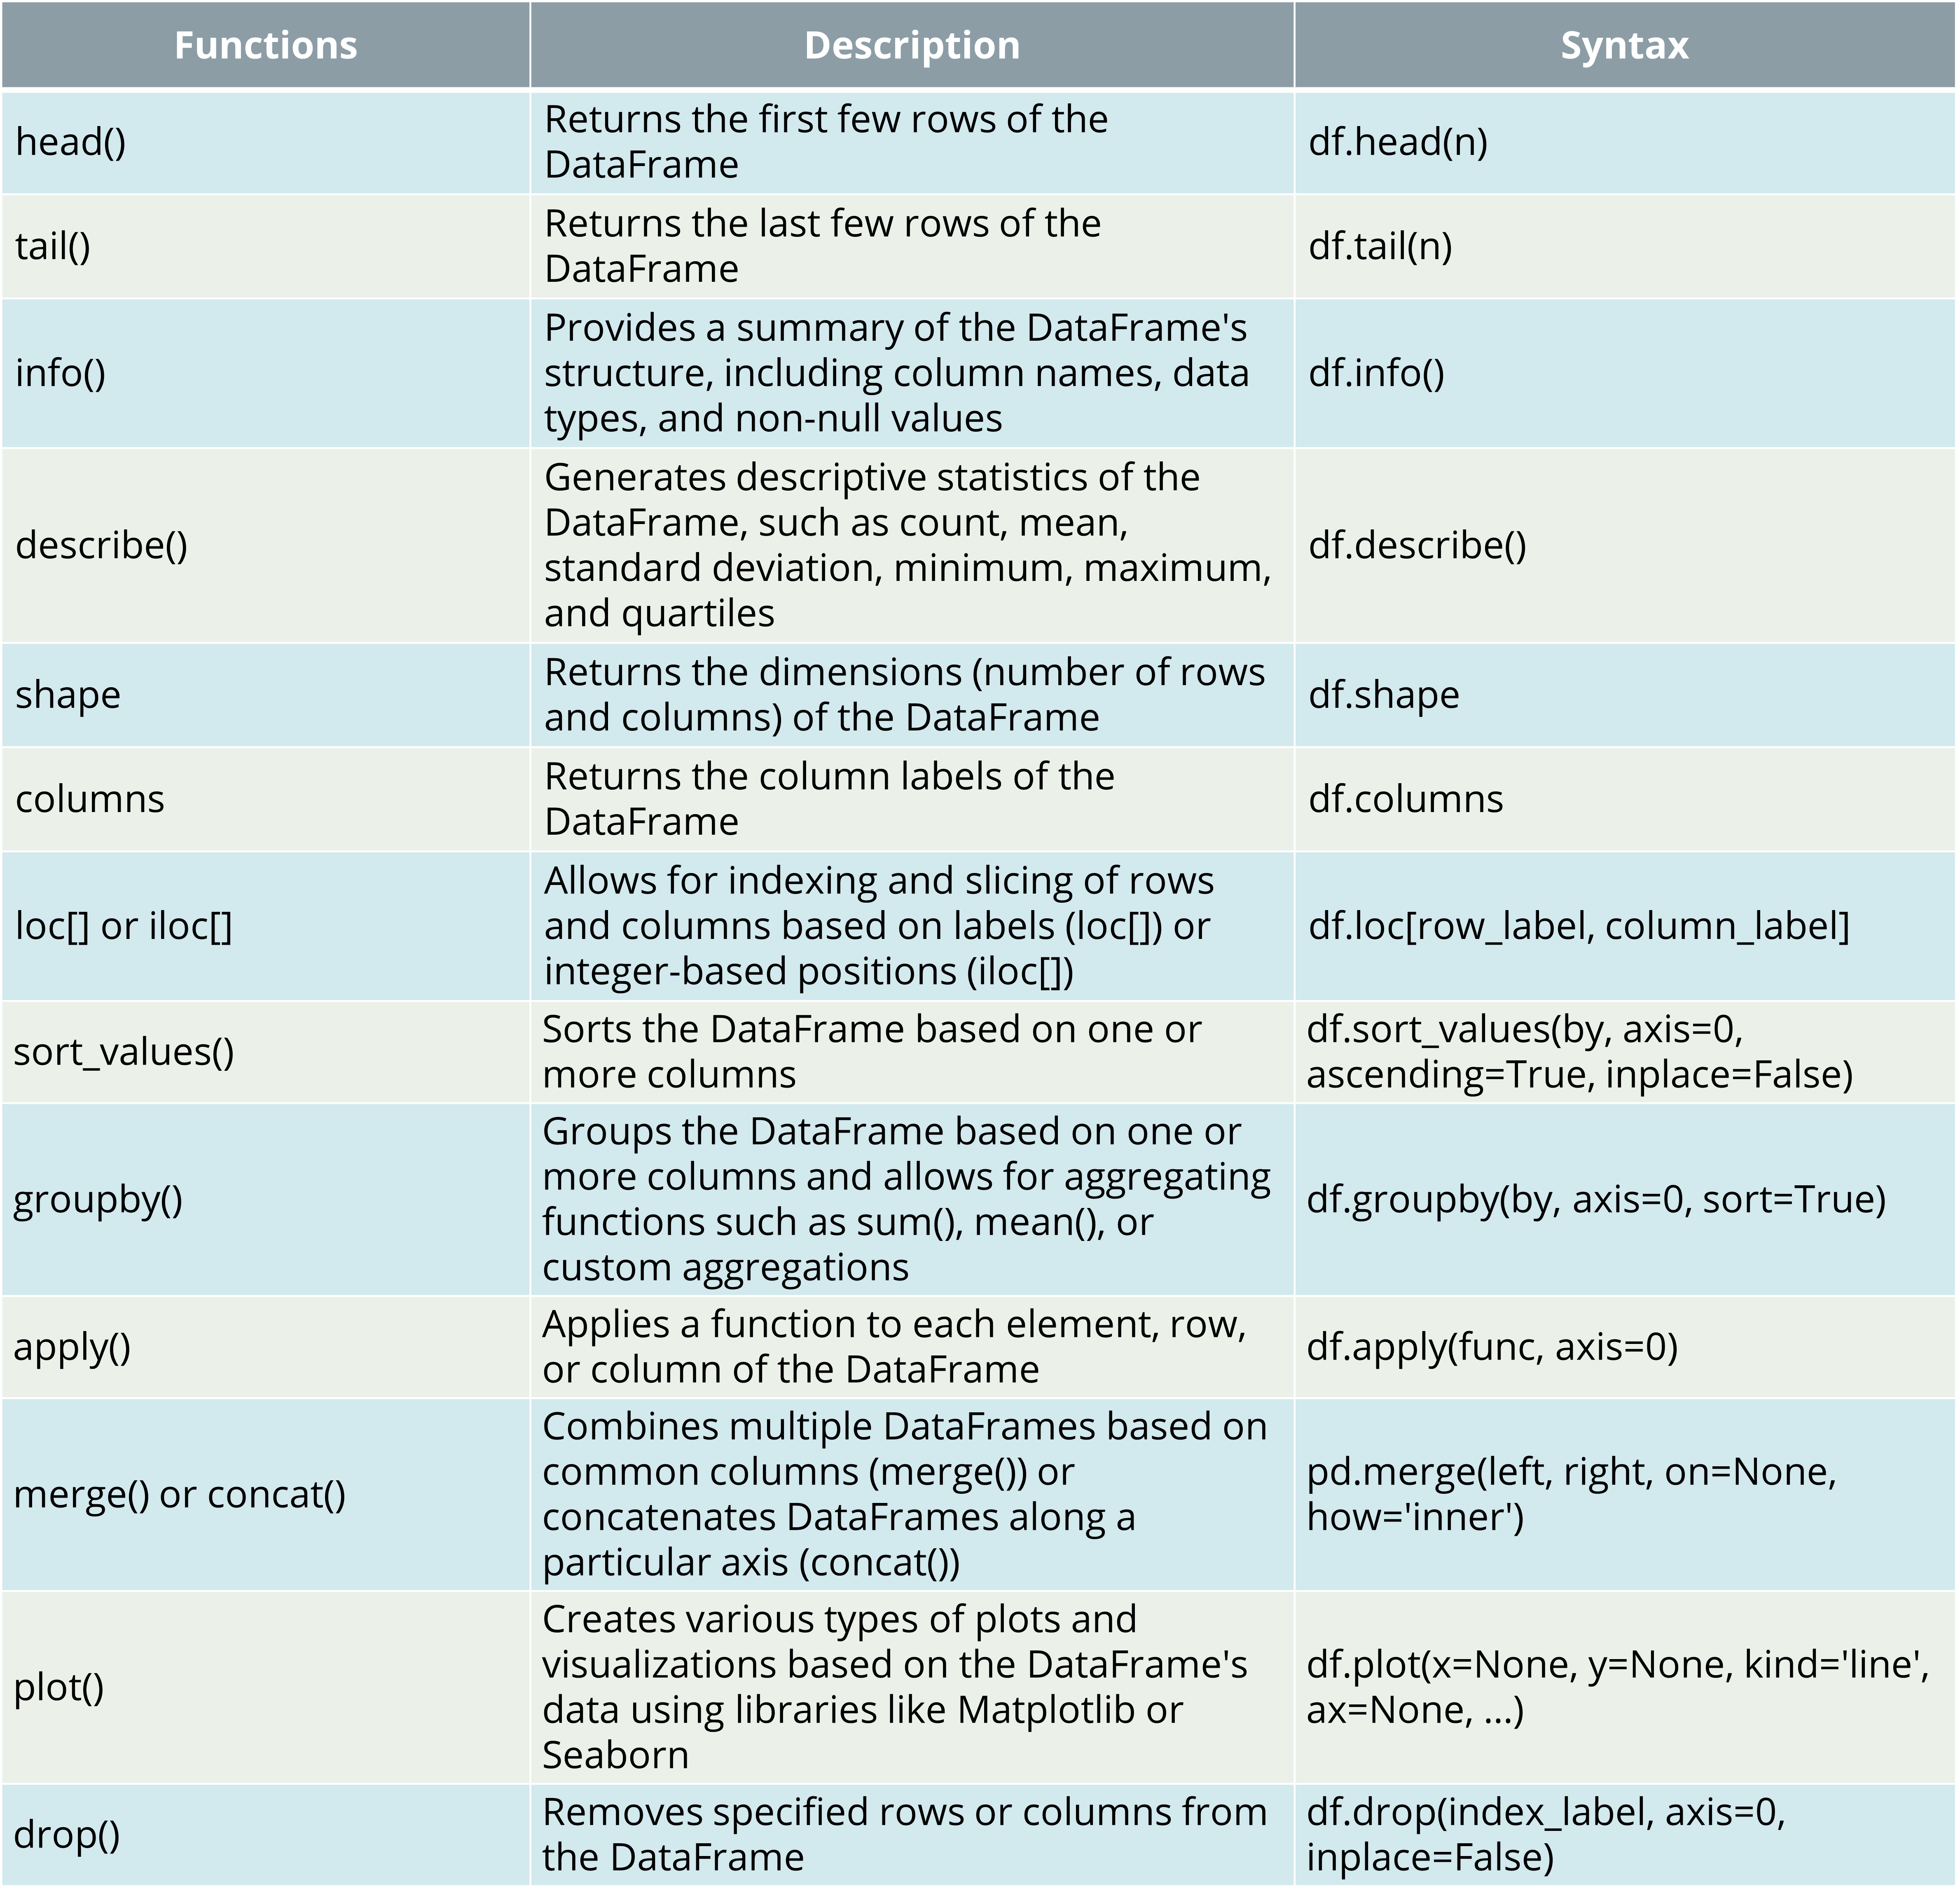 Functions
Description
Syntax
head()
Returns the first few rows of the
DataFrame
df.head(n)
tail()
Returns the last few rows of the
DataFrame
df.tail(n)
info()
Provides a summary of the DataFrame's
structure, including column names, data
types, and non-null values
df.info()
describe()
Generates descriptive statistics of the
DataFrame, such as count, mean,
standard deviation, minimum, maximum,
and quartiles
df.describe()
shape
Returns the dimensions (number of rows
and columns) of the DataFrame
df.shape
columns
Returns the column labels of the
DataFrame
df.columns
loc[] or iloc[]
Allows for indexing and slicing of rows
and columns based on labels (loc[]) or
integer-based positions (iloc[])
df.loc[row_label, column_label]
sort_values()
Sorts the DataFrame based on one or
more columns
df.sort_values(by, axis=0,
ascending=True, inplace=False)
groupby()
Groups the DataFrame based on one or
more columns and allows for aggregating
functions such as sum(), mean(), or
custom aggregations
df.groupby(by, axis=0, sort=True)
apply()
Applies a function to each element, row,
or column of the DataFrame
df.apply(func, axis=0)
merge() or concat()
Combines multiple DataFrames based on
common columns (merge()) or
concatenates DataFrames along a
particular axis (concat())
pd.merge(left, right, on=None,
how='inner')
plot()
Creates various types of plots and
visualizations based on the DataFrame's
data using libraries like Matplotlib or
Seaborn
df.plot(x=None, y=None, kind='line',
ax=None, ...)
drop()
Removes specified rows or columns from
the DataFrame
df.drop(index_label, axis=0,
inplace=False)